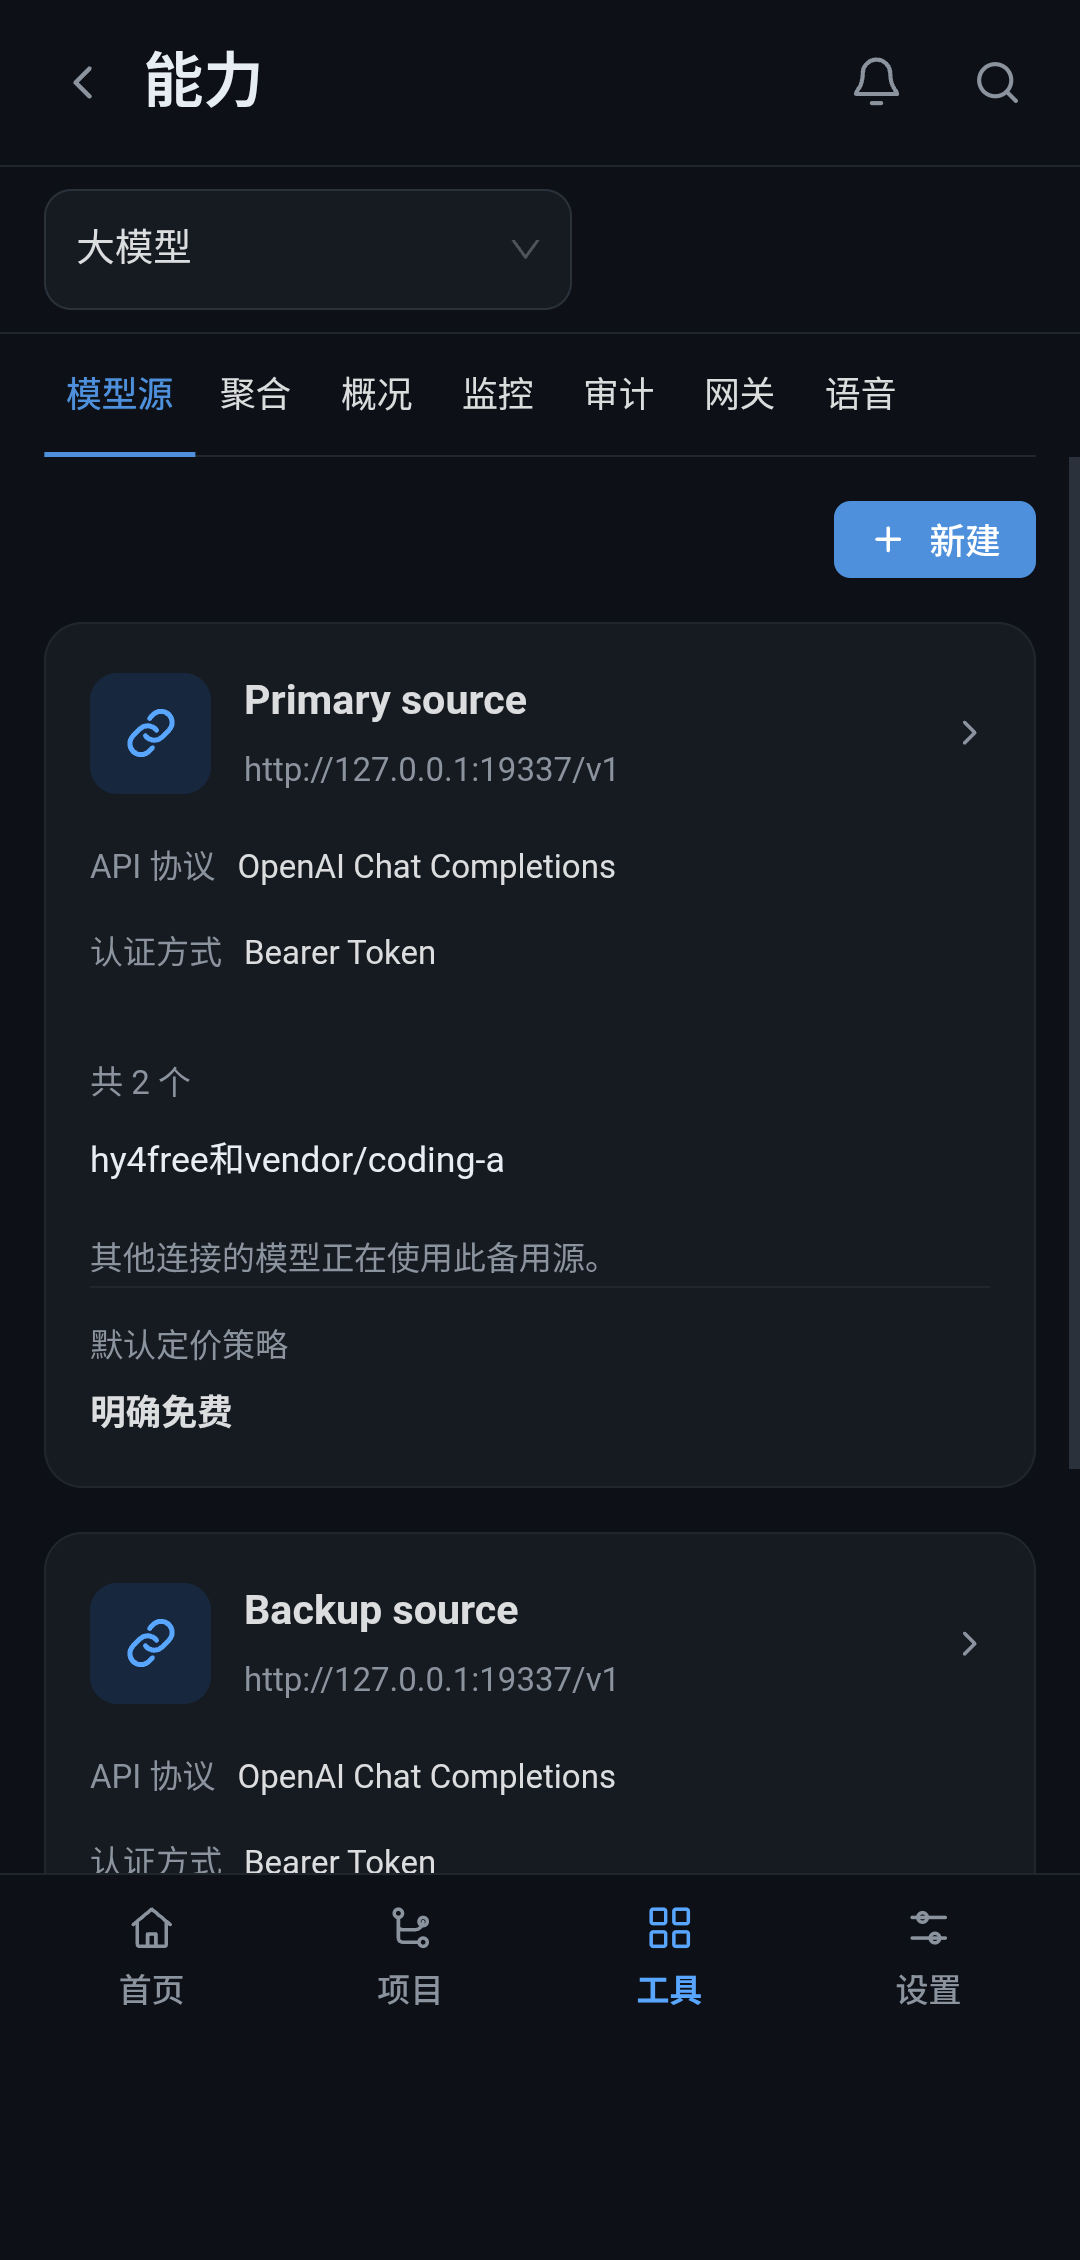 能力
大模型
模型源 聚合 概况 监控 审计 网关 语音
新建
Primary source
http://127.0.0.1:19337/v1
API 协议 OpenAI Chat Completions
认证方式 Bearer Token
共 2 个
hy4free和vendor/coding-a
其他连接的模型正在使用此备用源。
默认定价策略
明确免费
Backup source
http://127.0.0.1:19337/v1
API 协议 OpenAI Chat Completions
认证方式 Bearer Token
首页 项目 工具 设置